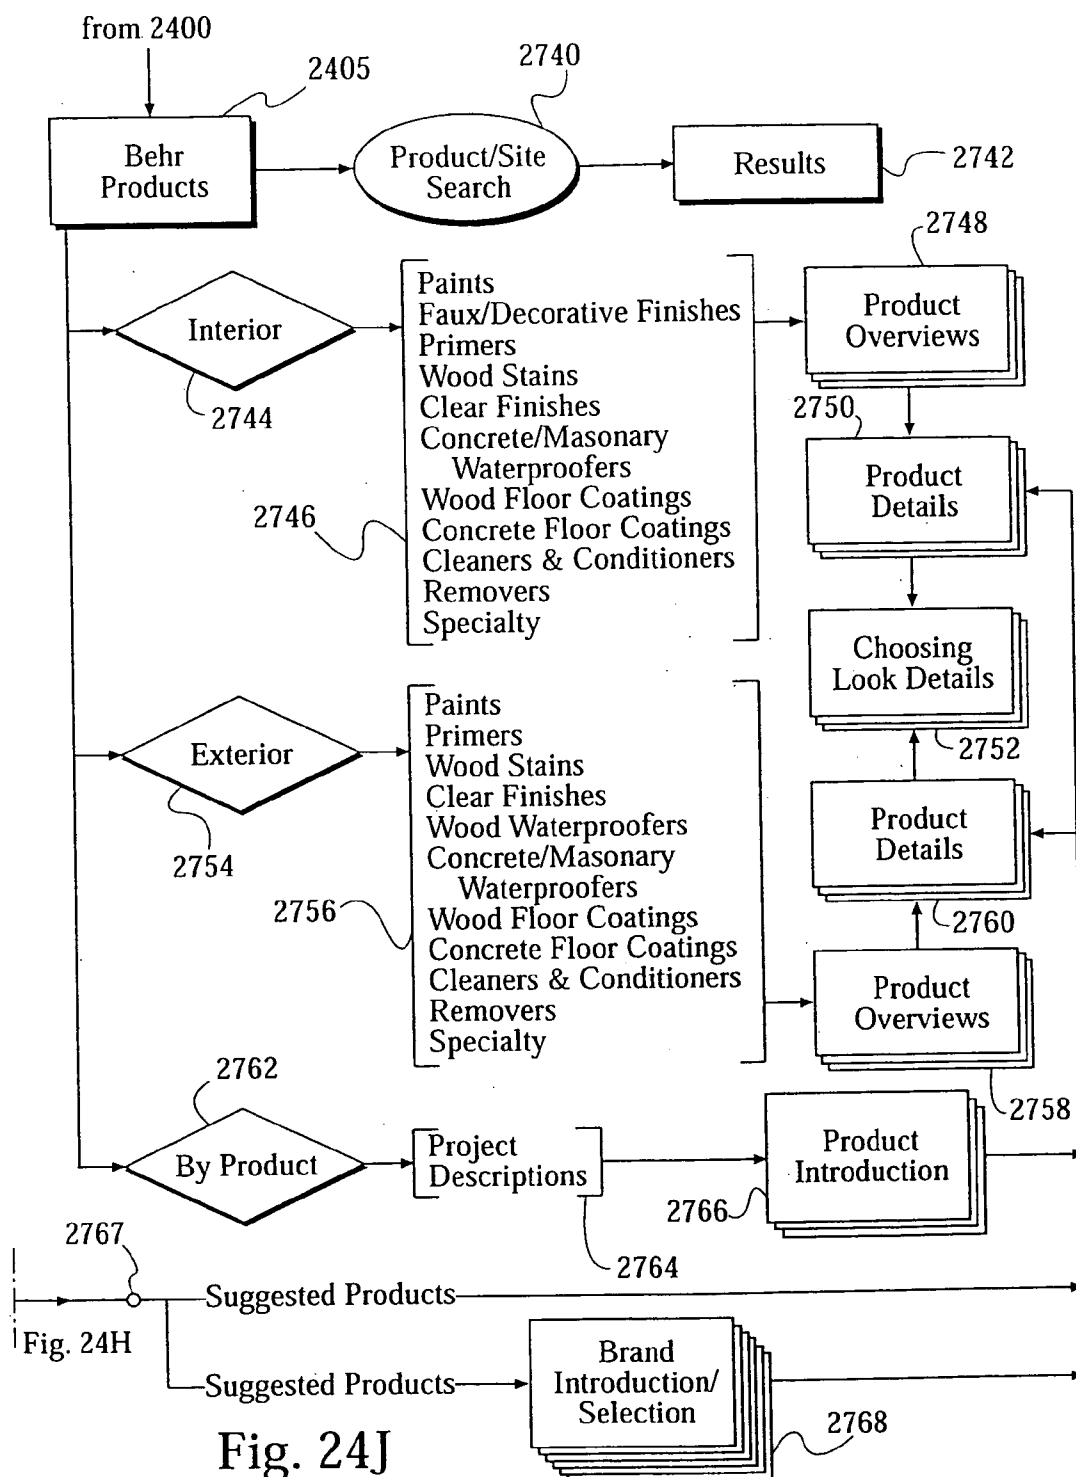 from 2400
2405
2740
Behr
Products
Product/Site
Search
Results
2742
2748
Interior
2744
Paints
Faux/Decorative Finishes
Primers
Wood Stains
Clear Finishes
Concrete/Masonary
Waterproofers
Wood Floor Coatings
Concrete Floor Coatings
Cleaners & Conditioners
Removers
Specialty
2746
Product
Overviews
2750
Product
Details
Choosing
Look Details
2752
Exterior
2754
Paints
Primers
Wood Stains
Clear Finishes
Wood Waterproofers
Concrete/Masonary
Waterproofers
Wood Floor Coatings
Concrete Floor Coatings
Cleaners & Conditioners
Removers
Specialty
2756
Product
Details
2760
Product
Overviews
2758
2762
By Product
Project
Descriptions
2764
Product
Introduction
2766
2767
Fig. 24H
Suggested Products
Suggested Products
Brand
Introduction/
Selection
2768
Fig. 24J